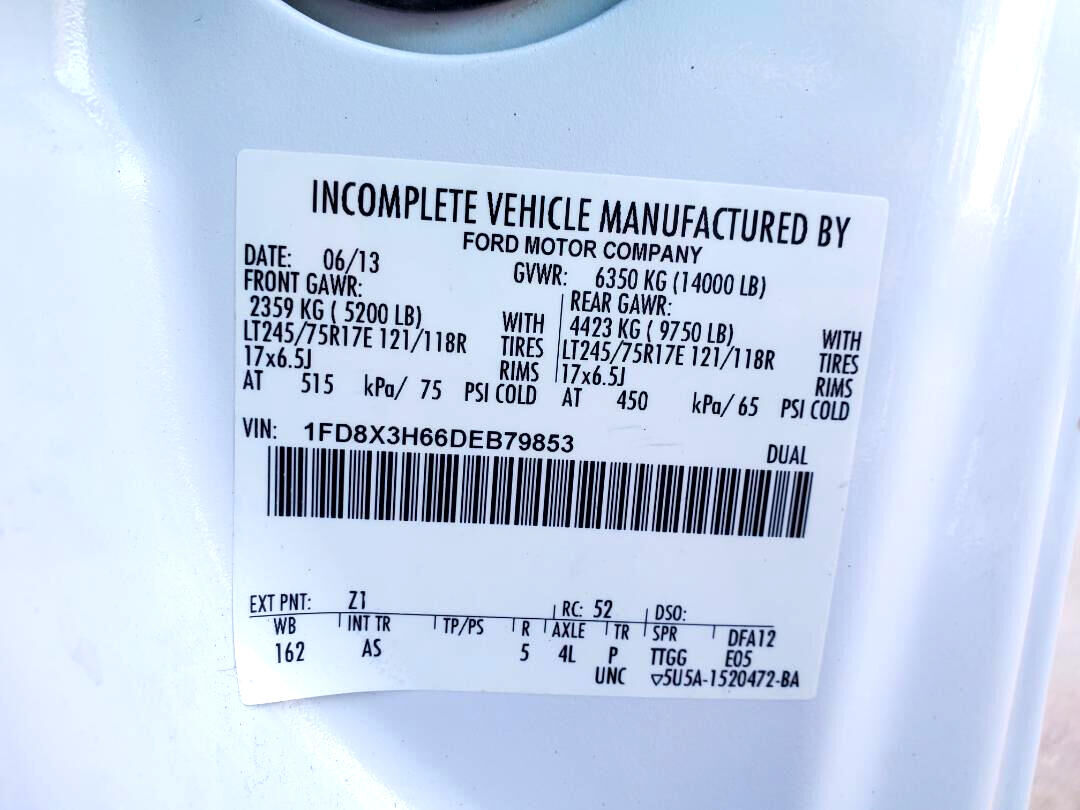 INCOMPLETE VEHICLE MANUFACTURED BY
FORD MOTOR COMPANY
DATE: 06/13 GVWR: 6350 KG (14000 LB)
FRONT GAWR: REAR GAWR:
2359 KG ( 5200 LB) WITH 4423 KG ( 9750 LB) WITH
LT245/75R17E 121/118R TIRES LT245/75R17E 121/118R TIRES
17x6.5J RIMS 17x6.5J RIMS
AT 515 kPa/ 75 PSI COLD AT 450 kPa/ 65 PSI COLD
VIN: 1FD8X3H66DEB79853 DUAL
EXT PNT: Z1 RC: 52 DSO:
WB INT TR TP/PS R AXLE TR SPR DFA12
162 AS 5 4L P TTGG E05
UNC ▽5U5A-1520472-BA